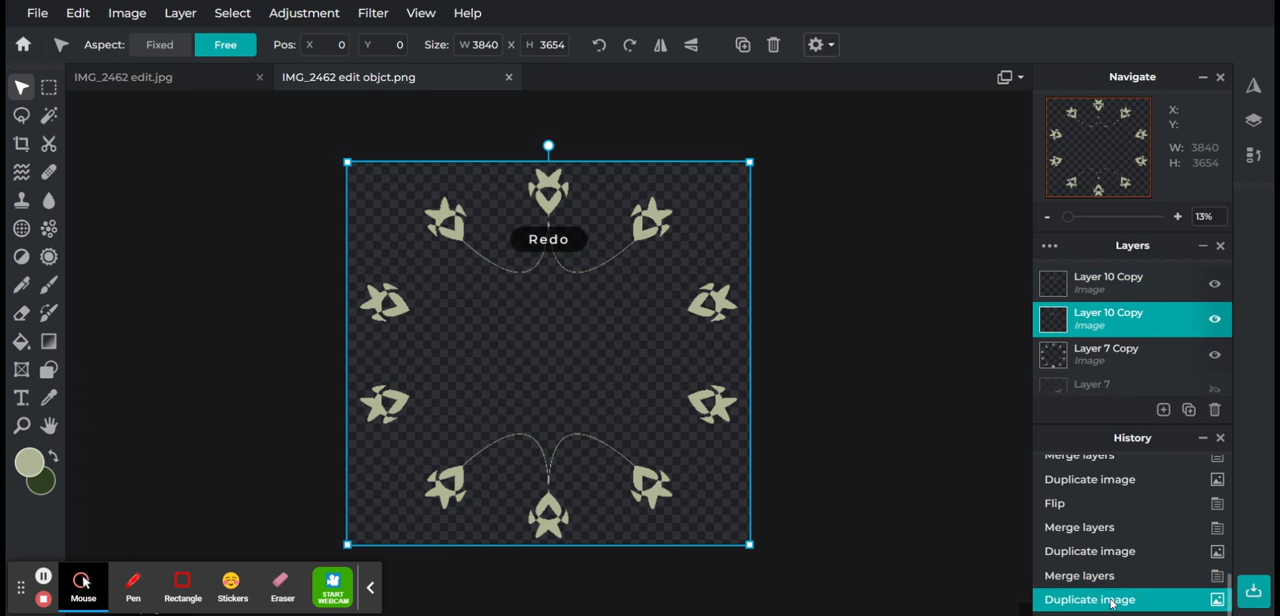 File Edit Image Layer Select Adjustment Filter View Help
Aspect: Fixed Free Pos: X 0 Y 0 Size: W 3840 X H 3654
IMG_2462 edit.jpg × IMG_2462 edit objct.png ×
Navigate
X:
Y:
W: 3840
H: 3654
- + 13%
Layers
Layer 10 Copy
Image
Layer 10 Copy
Image
Layer 7 Copy
Image
Layer 7
History
Merge layers
Duplicate image
Flip
Merge layers
Duplicate image
Merge layers
Duplicate image
Redo
Mouse Pen Rectangle Stickers Eraser START
WEBCAM